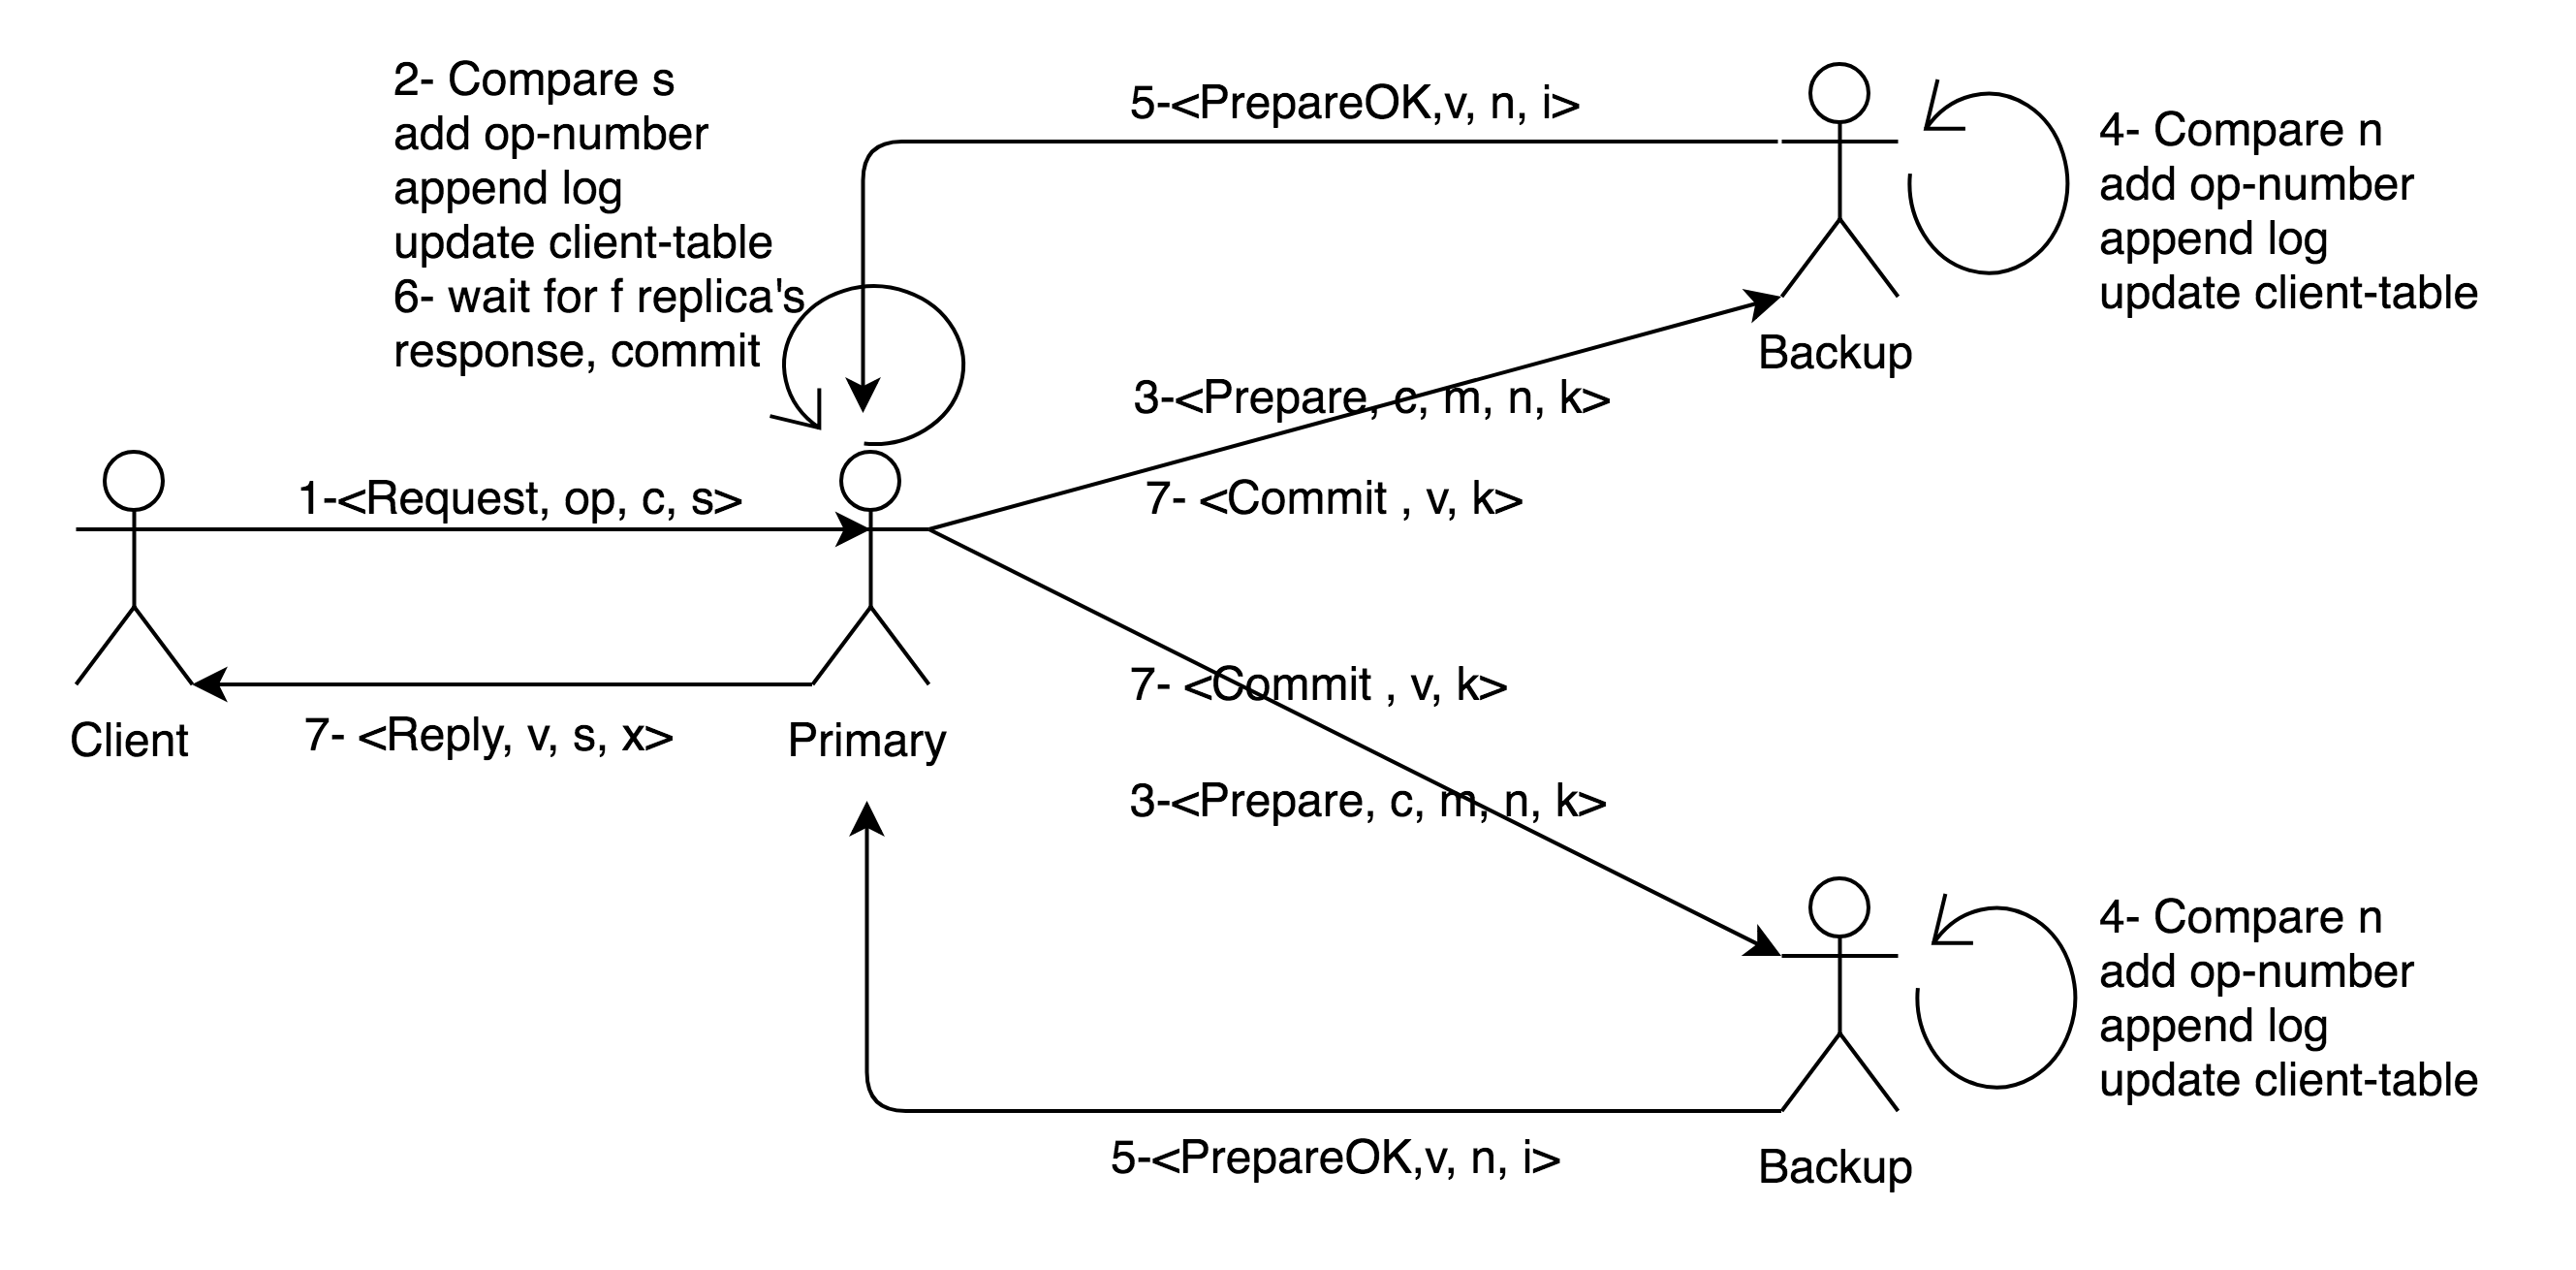 2- Compare s
add op-number
append log
update client-table
6- wait for f replica's
response, commit
5-<PrepareOK,v, n, i>
4- Compare n
add op-number
append log
update client-table
Backup
3-<Prepare, c, m, n, k>
1-<Request, op, c, s>
7- <Commit , v, k>
7- <Commit , v, k>
Client
7- <Reply, v, s, x>
Primary
3-<Prepare, c, m, n, k>
4- Compare n
add op-number
append log
update client-table
5-<PrepareOK,v, n, i>
Backup